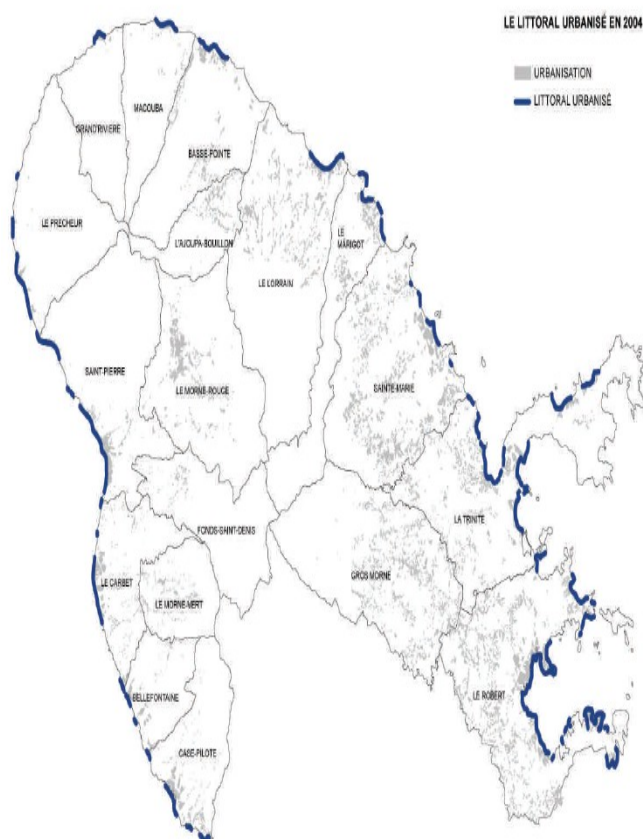 LE LITTORAL URBANISÉ EN 2004
URBANISATION
LITTORAL URBANISÉ
MACOUBA
GRAND'RIVIERE
BASSE-POINTE
LE PRECHEUR
L'AJOUPA-BOUILLON
LE
MARIGOT
LE LORRAIN
SAINT-PIERRE
LE MORNE-ROUGE
SAINTE-MARIE
FONDS-SAINT-DENIS
LA TRINITE
GROS MORNE
LE CARBET
LE MORNE-VERT
BELLEFONTAINE
LE ROBERT
CASE-PILOTE